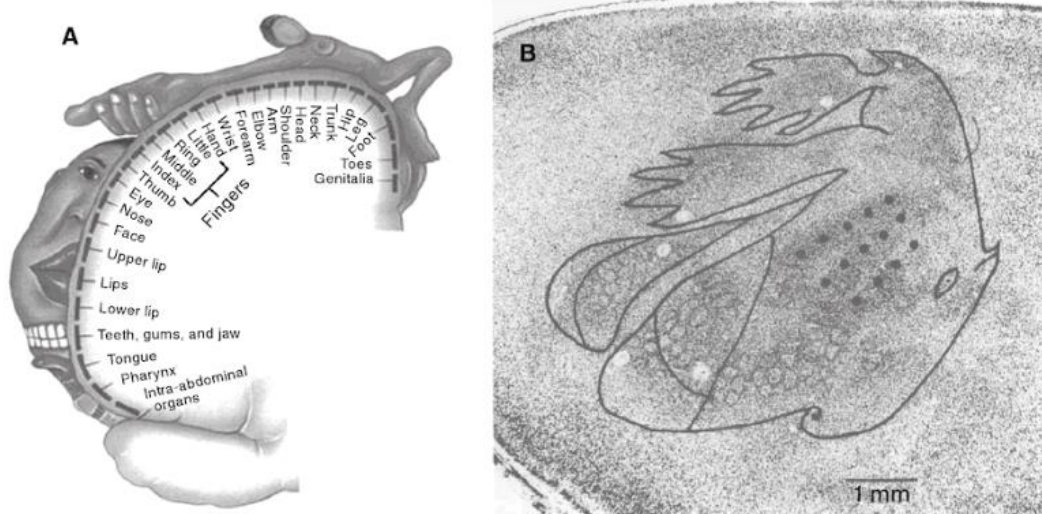 A
Genitalia
Toes
Foot
Leg
Hip
Trunk
Neck
Head
Shoulder
Arm
Elbow
Forearm
Wrist
Hand
Little
Ring
Middle
Index
Thumb
Fingers
Eye
Nose
Face
Upper lip
Lips
Lower lip
Teeth, gums, and jaw
Tongue
Pharynx
Intra-abdominal
organs
B
1 mm